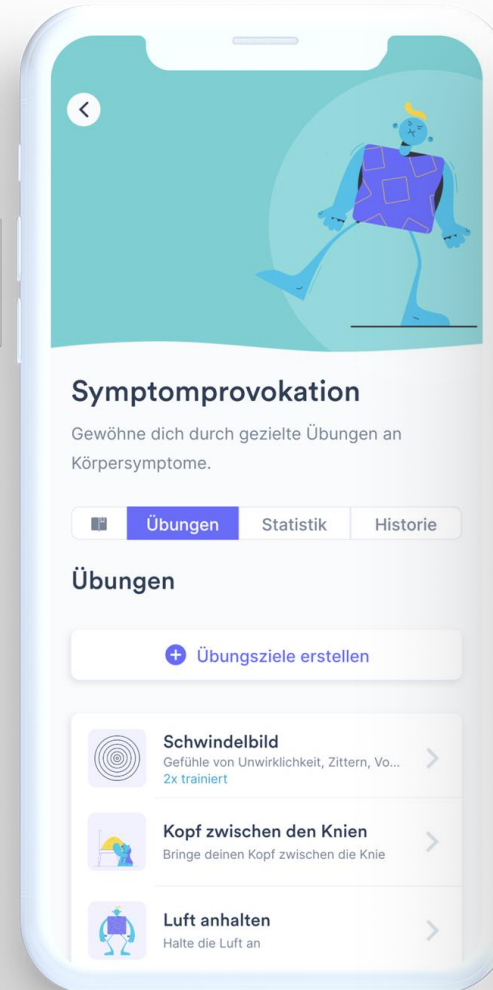 Symptomprovokation
Gewöhne dich durch gezielte Übungen an
Körpersymptome.
Übungen Statistik Historie
Übungen
Übungsziele erstellen
Schwindelbild
Gefühle von Unwirklichkeit, Zittern, Vo...
2x trainiert
Kopf zwischen den Knien
Bringe deinen Kopf zwischen die Knie
Luft anhalten
Halte die Luft an